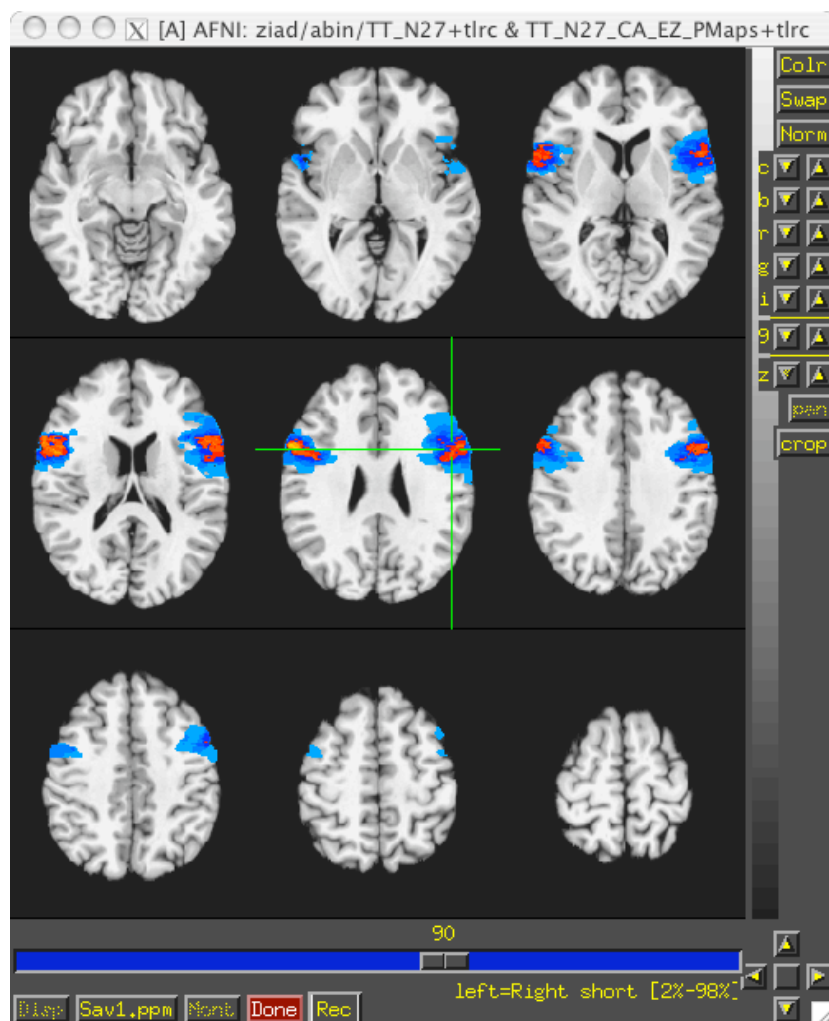 [A] AFNI: ziad/abin/TT_N27+tlrc & TT_N27_CA_EZ_PMaps+tlrc
Colr
Swap
Norm
c
b
r
g
i
9
z
pan
crop
90
left=Right short [2%-98%]
Disp Sav1.ppm Mont Done Rec